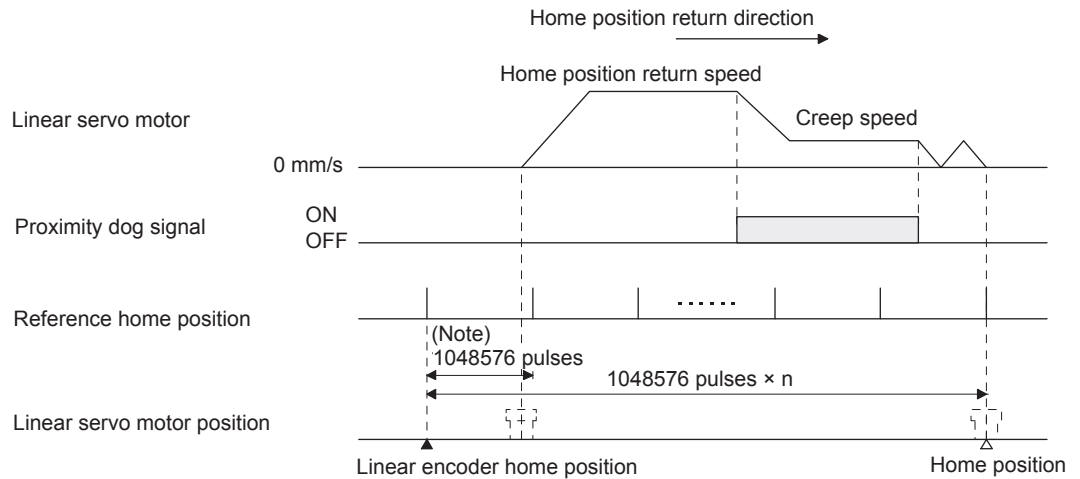 Home position return direction
Home position return speed
Linear servo motor
Creep speed
0 mm/s
ON
Proximity dog signal
OFF
Reference home position
(Note)
1048576 pulses
1048576 pulses × n
Linear servo motor position
Linear encoder home position
Home position